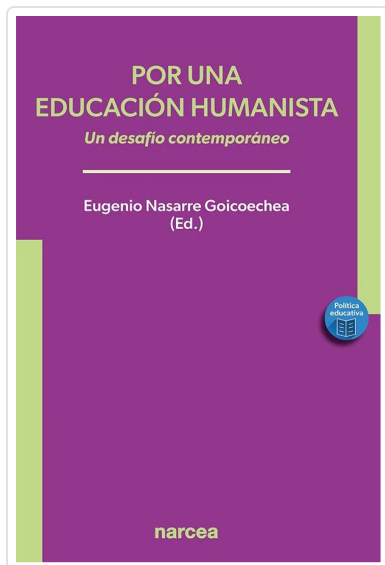 POR UNA
EDUCACIÓN HUMANISTA
Un desafío contemporáneo
Eugenio Nasarre Goicoechea
(Ed.)
Política
educativa
narcea